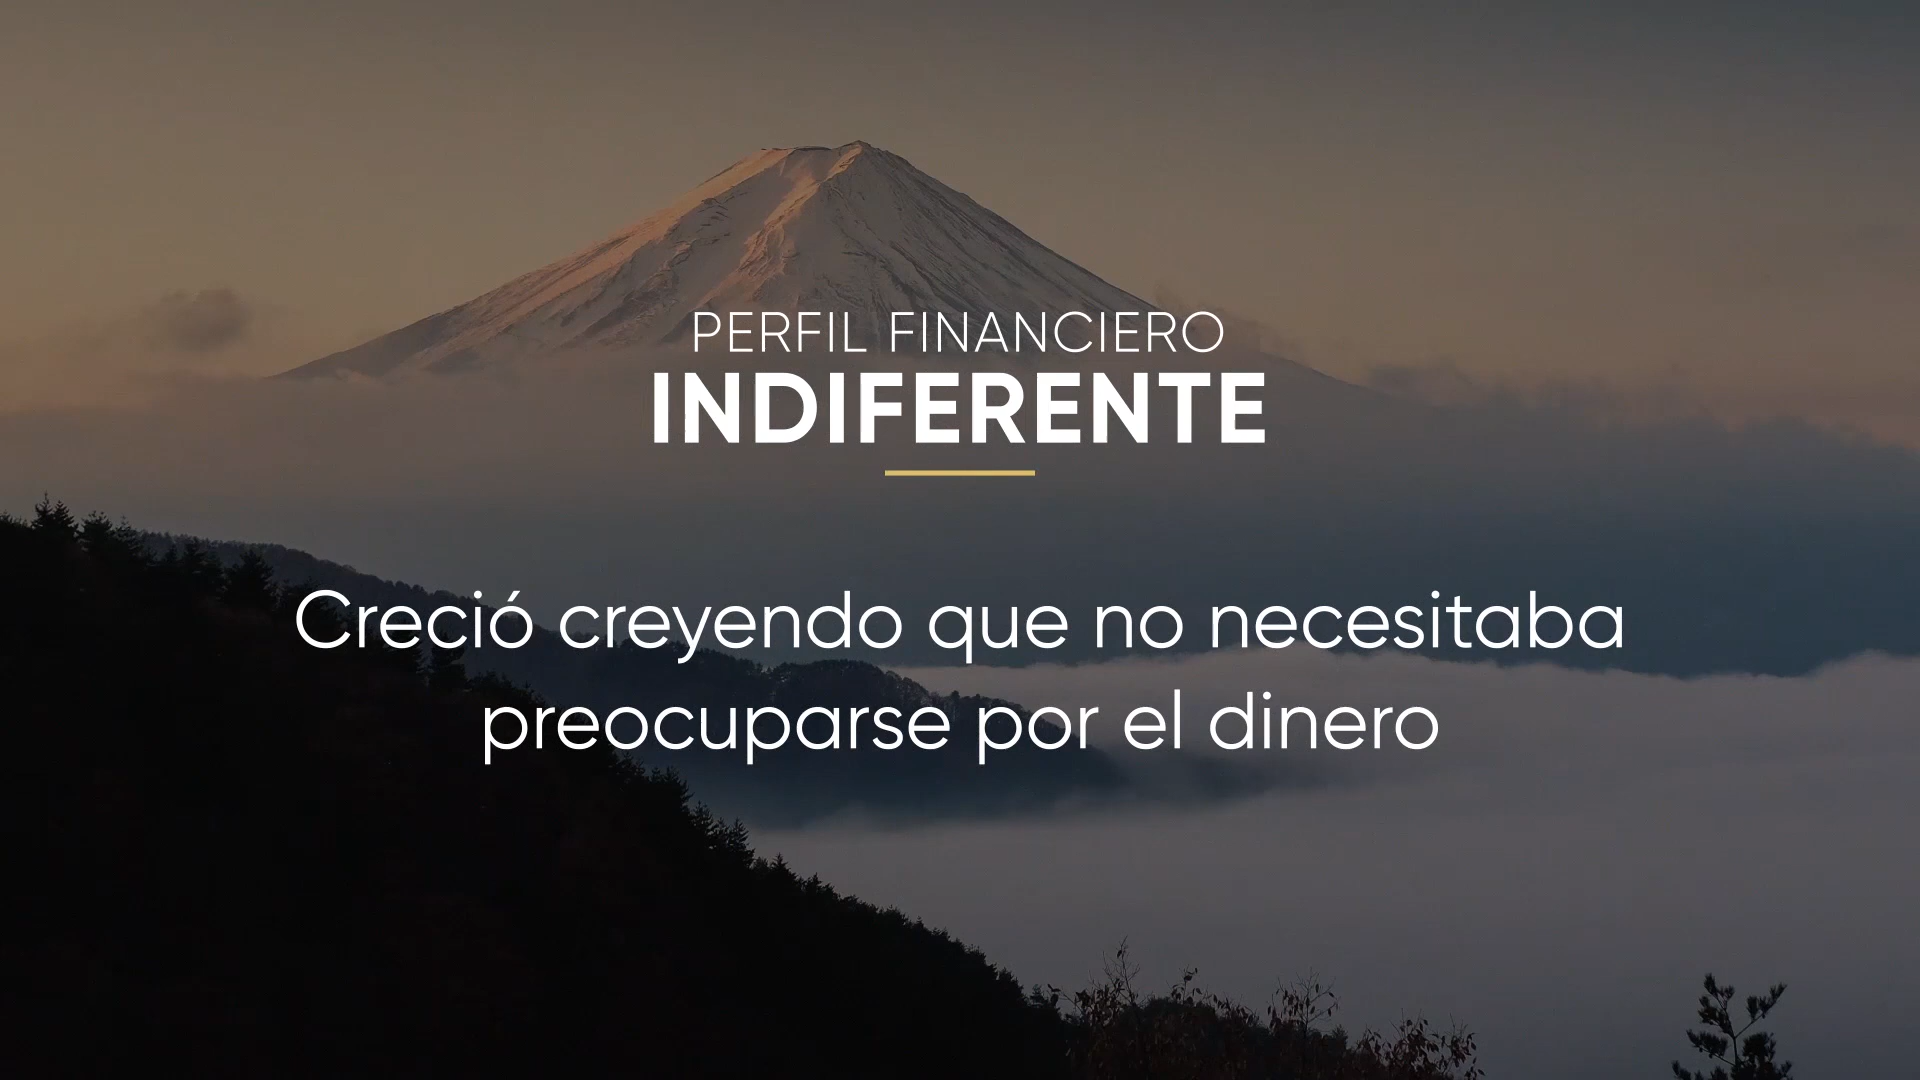 PERFIL FINANCIERO
INDIFERENTE
Creció creyendo que no necesitaba
preocuparse por el dinero